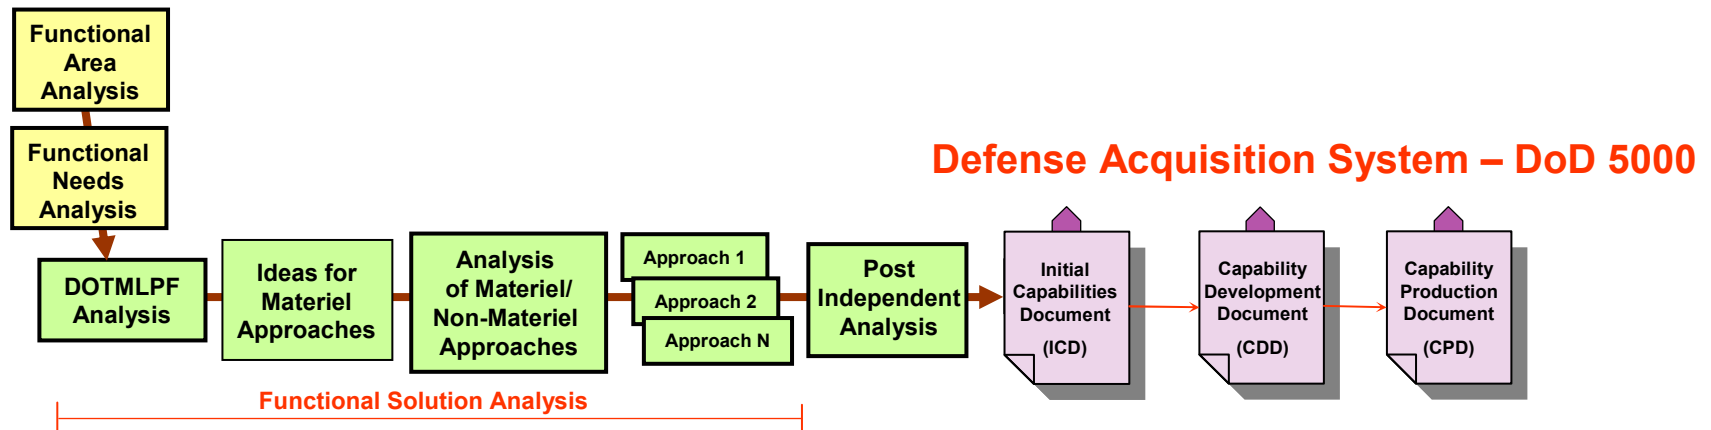 Functional
Area
Analysis
Functional
Needs
Analysis
Defense Acquisition System – DoD 5000
DOTMLPF
Analysis
Ideas for
Materiel
Approaches
Analysis
of Materiel/
Non-Materiel
Approaches
Approach 1
Approach 2
Approach N
Post
Independent
Analysis
Initial
Capabilities
Document
(ICD)
Capability
Development
Document
(CDD)
Capability
Production
Document
(CPD)
Functional Solution Analysis